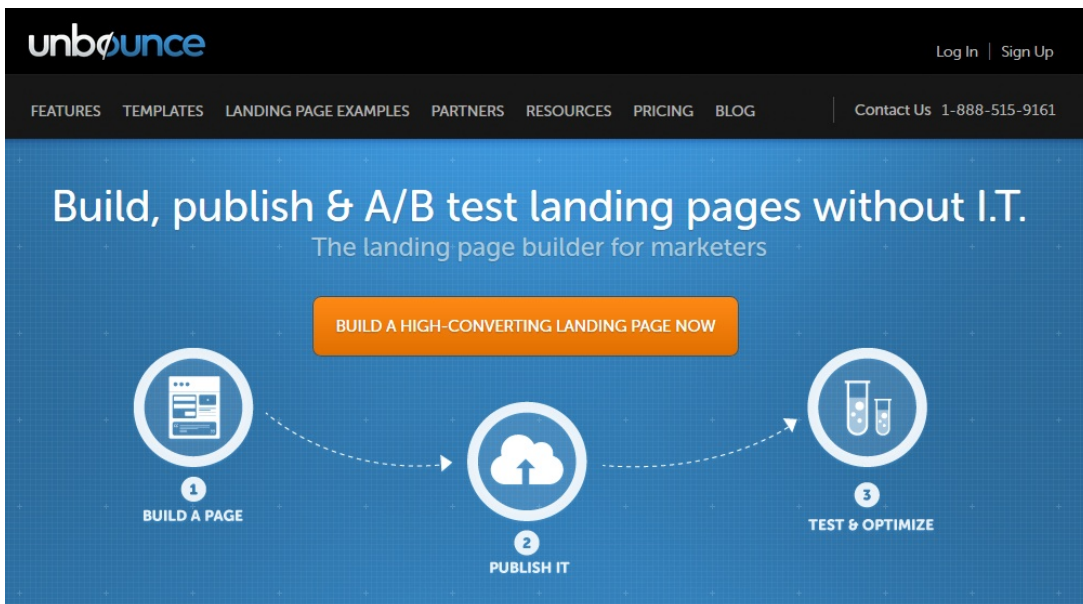 unbounce
Log In | Sign Up
FEATURES TEMPLATES LANDING PAGE EXAMPLES PARTNERS RESOURCES PRICING BLOG Contact Us 1-888-515-9161
Build, publish & A/B test landing pages without I.T.
The landing page builder for marketers
BUILD A HIGH-CONVERTING LANDING PAGE NOW
1
BUILD A PAGE
2
PUBLISH IT
3
TEST & OPTIMIZE